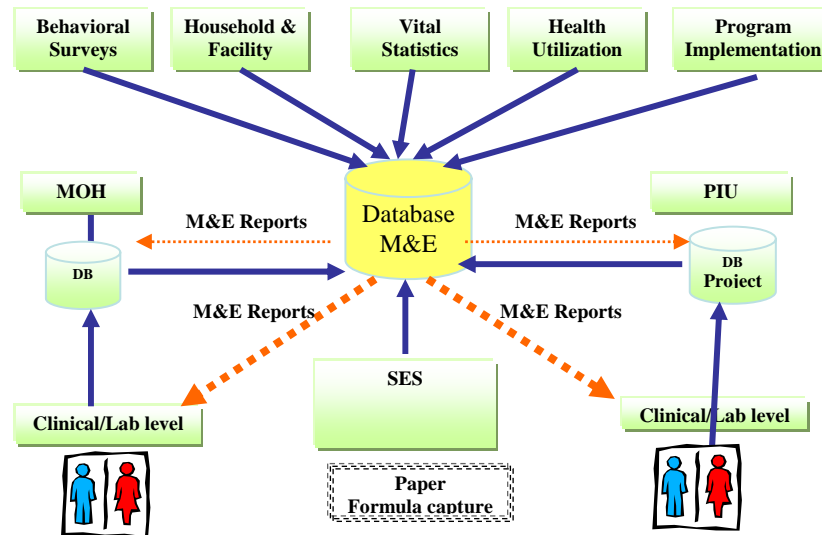 Behavioral
Surveys
Household &
Facility
Vital
Statistics
Health
Utilization
Program
Implementation
MOH
Database
M&E
PIU
M&E Reports
M&E Reports
DB
DB
Project
M&E Reports
M&E Reports
SES
Clinical/Lab level
Clinical/Lab level
Paper
Formula capture